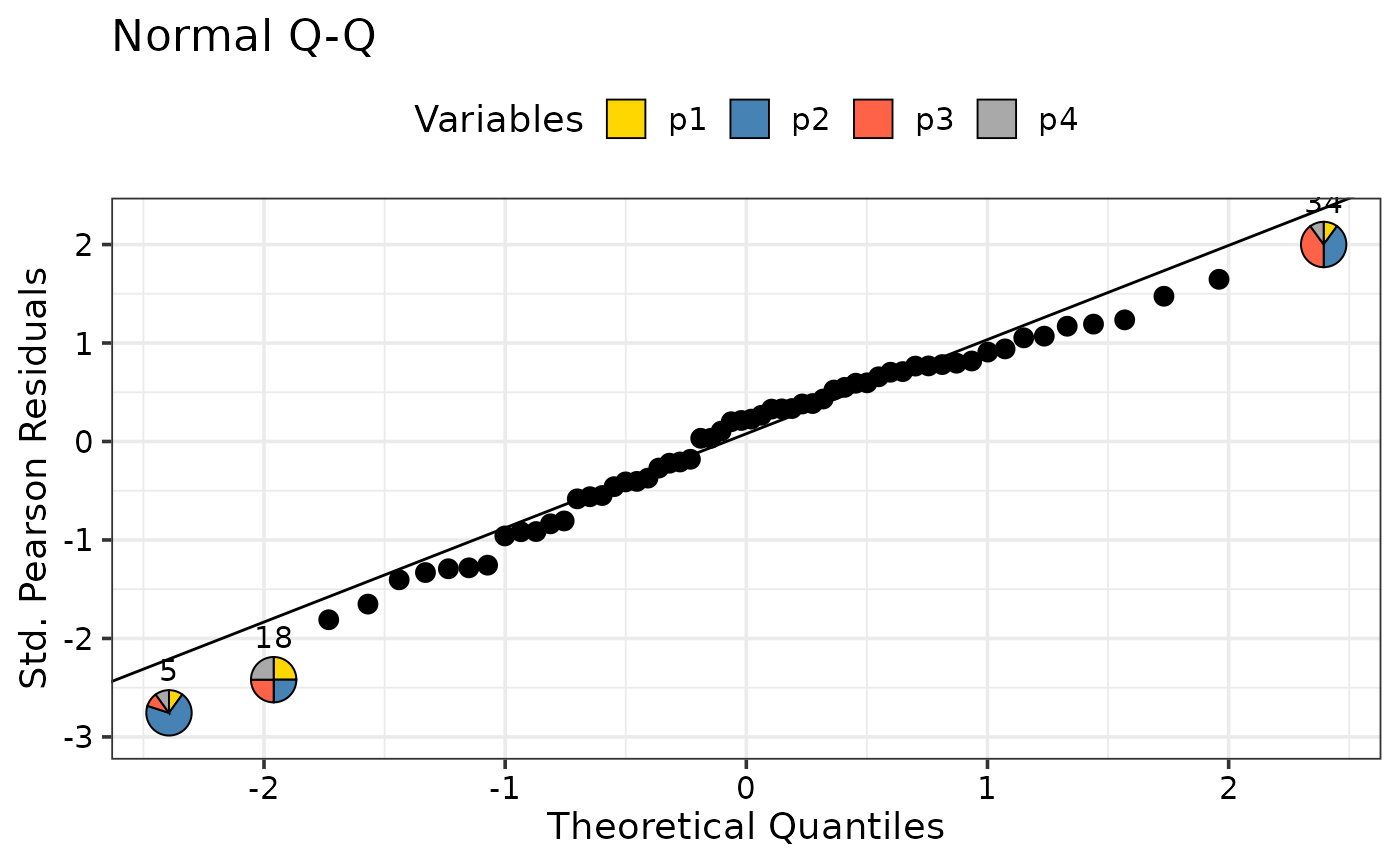 Normal Q-Q
Variables p1 p2 p3 p4
Std. Pearson Residuals
2
1
0
-1
-2
-3
34
18
5
-2 -1 0 1 2
Theoretical Quantiles